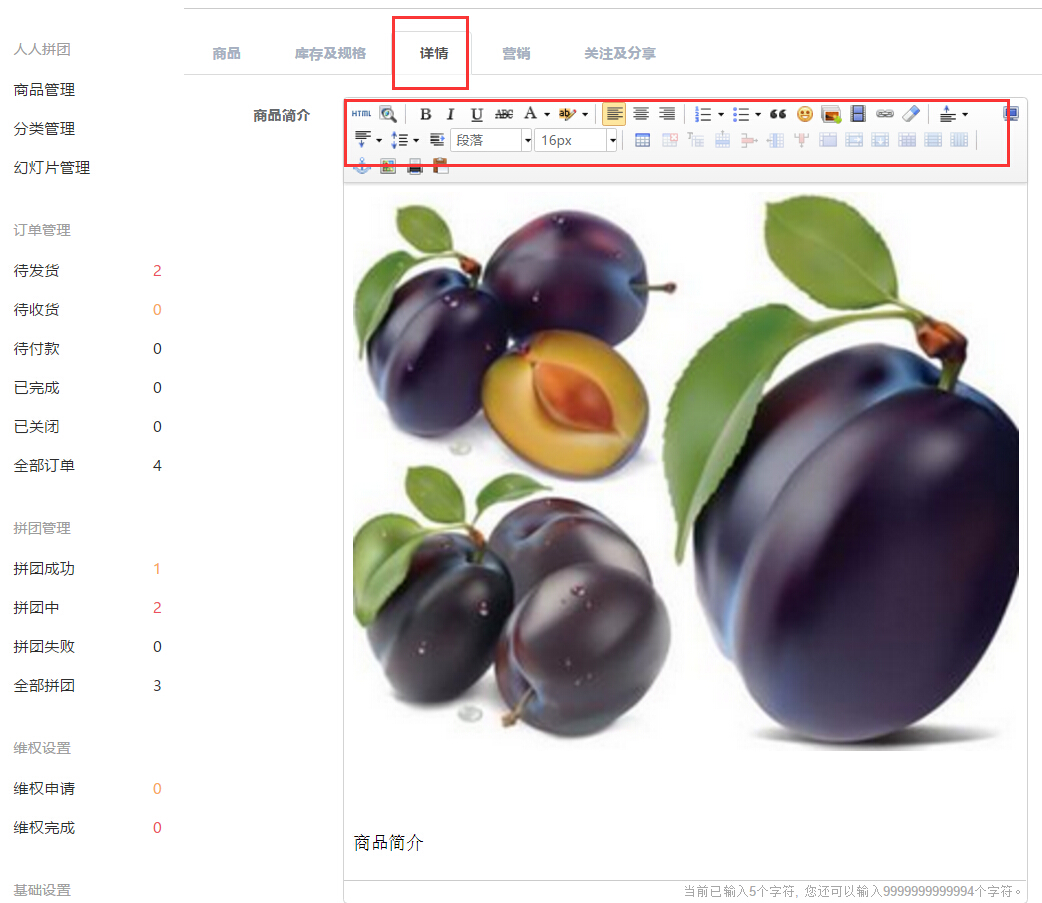 人人拼团
商品管理
分类管理
幻灯片管理
订单管理
待发货 2
待收货 0
待付款 0
已完成 0
已关闭 0
全部订单 4
拼团管理
拼团成功 1
拼团中 2
拼团失败 0
全部拼团 3
维权设置
维权申请 0
维权完成 0
基础设置
商品 库存及规格 详情 营销 关注及分享
商品简介
HTML B I U ABC A ab
段落 16px
商品简介
当前已输入5个字符, 您还可以输入9999999999994个字符。